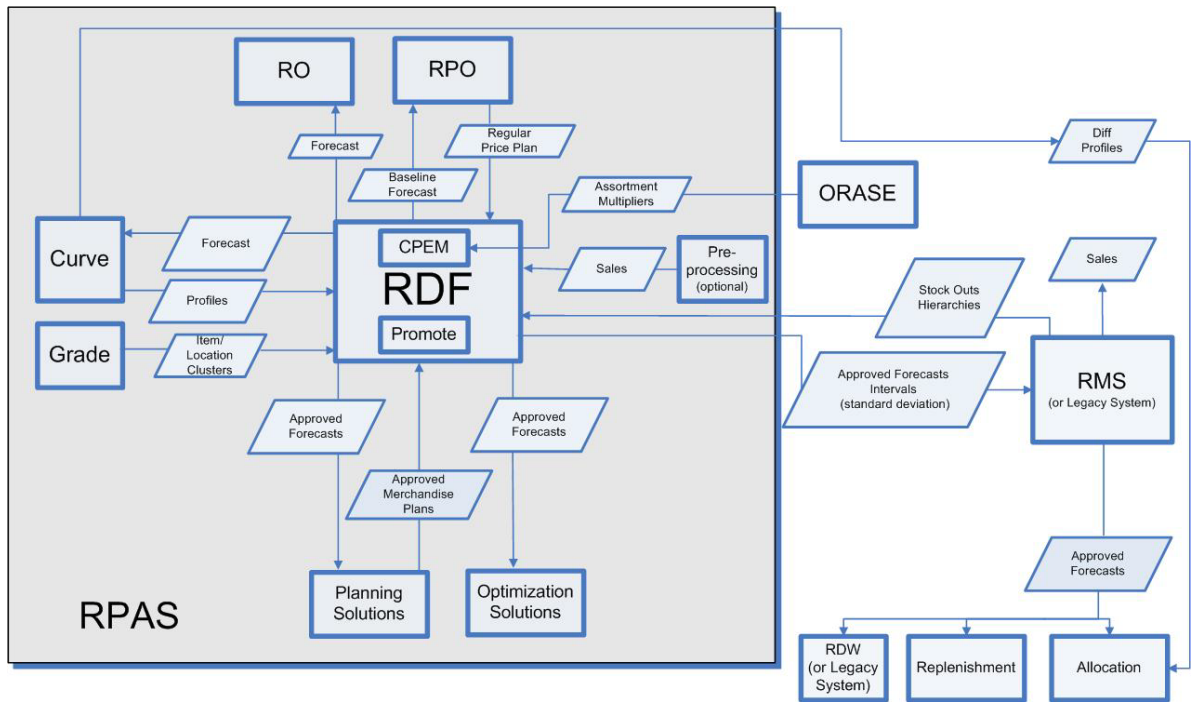 RO
RPO
Forecast
Regular
Price Plan
Diff
Profiles
Baseline
Forecast
Assortment
Multipliers
ORASE
Curve
Forecast
CPEM
RDF
Promote
Sales
Pre-
processing
(optional)
Sales
Profiles
Stock Outs
Hierarchies
Grade
Item/
Location
Clusters
Approved Forecasts
Intervals
(standard deviation)
RMS
(or Legacy System)
Approved
Forecasts
Approved
Forecasts
Approved
Merchandise
Plans
Approved
Forecasts
Planning
Solutions
Optimization
Solutions
RPAS
RDW
(or Legacy
System)
Replenishment
Allocation